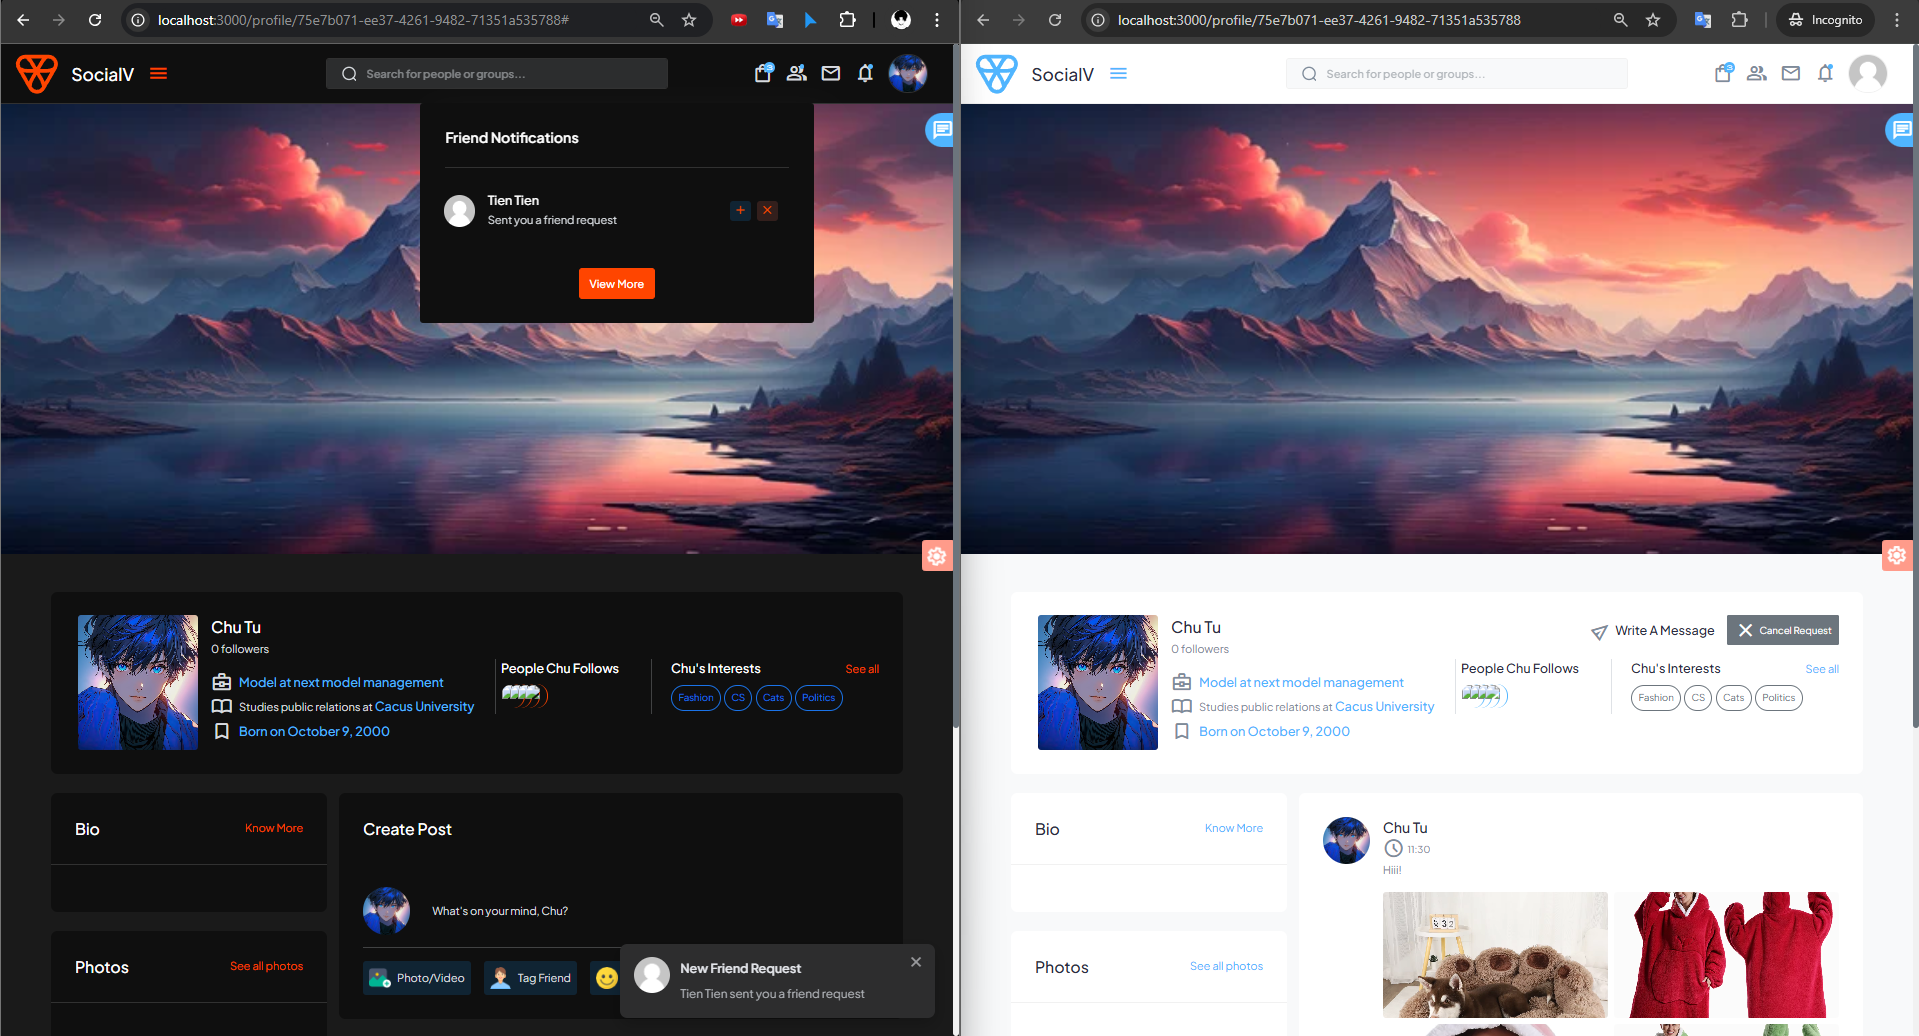 localhost:3000/profile/75e7b071-ee37-4261-9482-71351a535788#
SocialV
Search for people or groups...
3
Friend Notifications
Tien Tien
Sent you a friend request
View More
Chu Tu
0 followers
Model at next model management
Studies public relations at Cacus University
Born on October 9, 2000
People Chu Follows
Chu's Interests
See all
Fashion
CS
Cats
Politics
Bio
Know More
Photos
See all photos
Create Post
What's on your mind, Chu?
Photo/Video
Tag Friend
New Friend Request
Tien Tien sent you a friend request
localhost:3000/profile/75e7b071-ee37-4261-9482-71351a535788
Incognito
SocialV
Search for people or groups...
3
Chu Tu
0 followers
Write A Message
Cancel Request
Model at next model management
Studies public relations at Cacus University
Born on October 9, 2000
People Chu Follows
Chu's Interests
See all
Fashion
CS
Cats
Politics
Bio
Know More
Photos
See all photos
Chu Tu
11:30
Hiii!